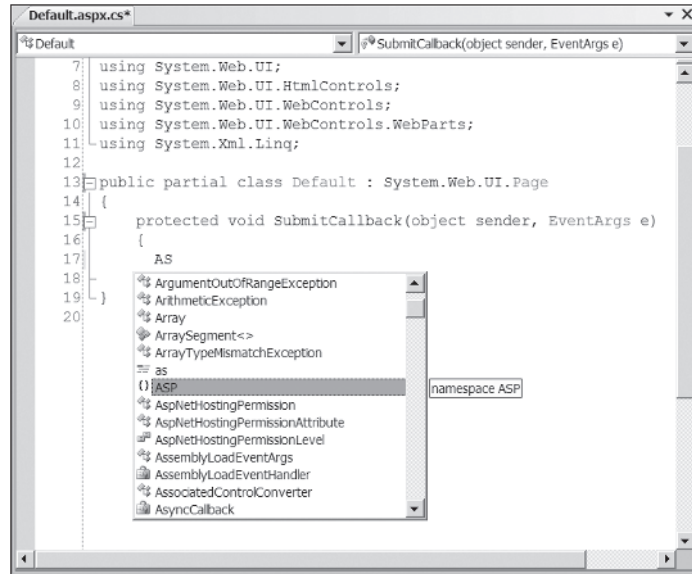 Default.aspx.cs*
Default
SubmitCallback(object sender, EventArgs e)
7 using System.Web.UI;
8 using System.Web.UI.HtmlControls;
9 using System.Web.UI.WebControls;
10 using System.Web.UI.WebControls.WebParts;
11 using System.Xml.Linq;
12
13 public partial class Default : System.Web.UI.Page
14 {
15 protected void SubmitCallback(object sender, EventArgs e)
16 {
17 AS
18
19 }
20
ArgumentOutOfRangeException
ArithmeticException
Array
ArraySegment<>
ArrayTypeMismatchException
as
{} ASP
namespace ASP
AspNetHostingPermission
AspNetHostingPermissionAttribute
AspNetHostingPermissionLevel
AssemblyLoadEventArgs
AssemblyLoadEventHandler
AssociatedControlConverter
AsyncCallback